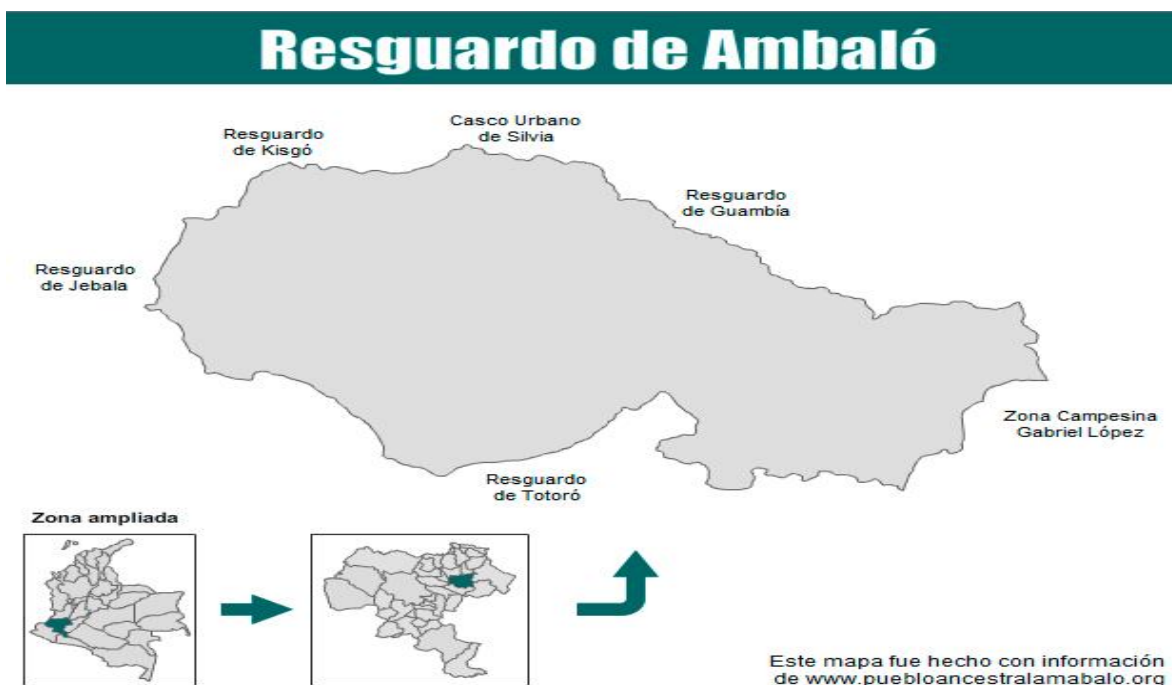 Resguardo de Ambaló
Casco Urbano
de Silvia
Resguardo
de Kisgó
Resguardo
de Guambía
Resguardo
de Jebala
Zona Campesina
Gabriel López
Resguardo
de Totoró
Zona ampliada
Este mapa fue hecho con información
de www.puebloancestralamabalo.org